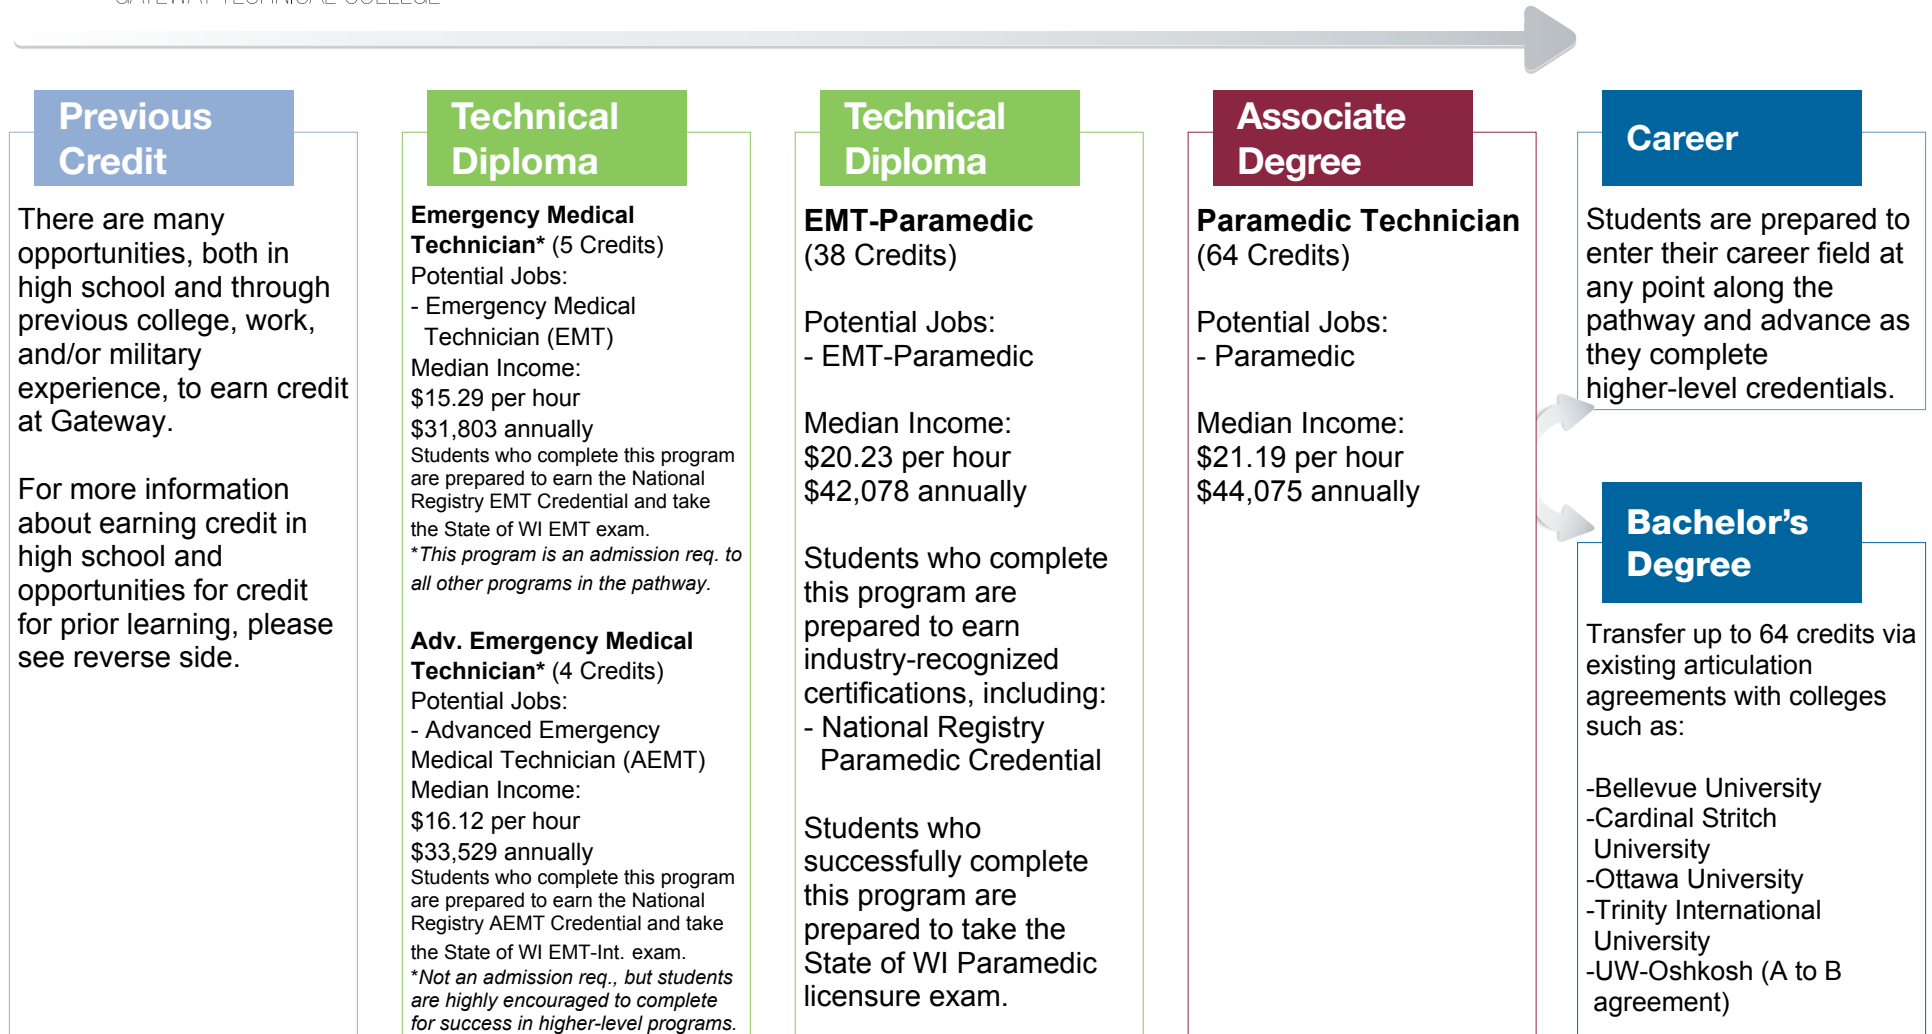 GATEWAY TECHNICAL COLLEGE
Previous
Credit
There are many
opportunities, both in
high school and through
previous college, work,
and/or military
experience, to earn credit
at Gateway.
For more information
about earning credit in
high school and
opportunities for credit
for prior learning, please
see reverse side.
Technical
Diploma
Emergency Medical
Technician* (5 Credits)
Potential Jobs:
- Emergency Medical
Technician (EMT)
Median Income:
$15.29 per hour
$31,803 annually
Students who complete this program
are prepared to earn the National
Registry EMT Credential and take
the State of WI EMT exam.
*This program is an admission req. to
all other programs in the pathway.
Adv. Emergency Medical
Technician* (4 Credits)
Potential Jobs:
- Advanced Emergency
Medical Technician (AEMT)
Median Income:
$16.12 per hour
$33,529 annually
Students who complete this program
are prepared to earn the National
Registry AEMT Credential and take
the State of WI EMT-Int. exam.
*Not an admission req., but students
are highly encouraged to complete
for success in higher-level programs.
Technical
Diploma
EMT-Paramedic
(38 Credits)
Potential Jobs:
- EMT-Paramedic
Median Income:
$20.23 per hour
$42,078 annually
Students who complete
this program are
prepared to earn
industry-recognized
certifications, including:
- National Registry
Paramedic Credential
Students who
successfully complete
this program are
prepared to take the
State of WI Paramedic
licensure exam.
Associate
Degree
Paramedic Technician
(64 Credits)
Potential Jobs:
- Paramedic
Median Income:
$21.19 per hour
$44,075 annually
Career
Students are prepared to
enter their career field at
any point along the
pathway and advance as
they complete
higher-level credentials.
Bachelor's
Degree
Transfer up to 64 credits via
existing articulation
agreements with colleges
such as:
-Bellevue University
-Cardinal Stritch
University
-Ottawa University
-Trinity International
University
-UW-Oshkosh (A to B
agreement)